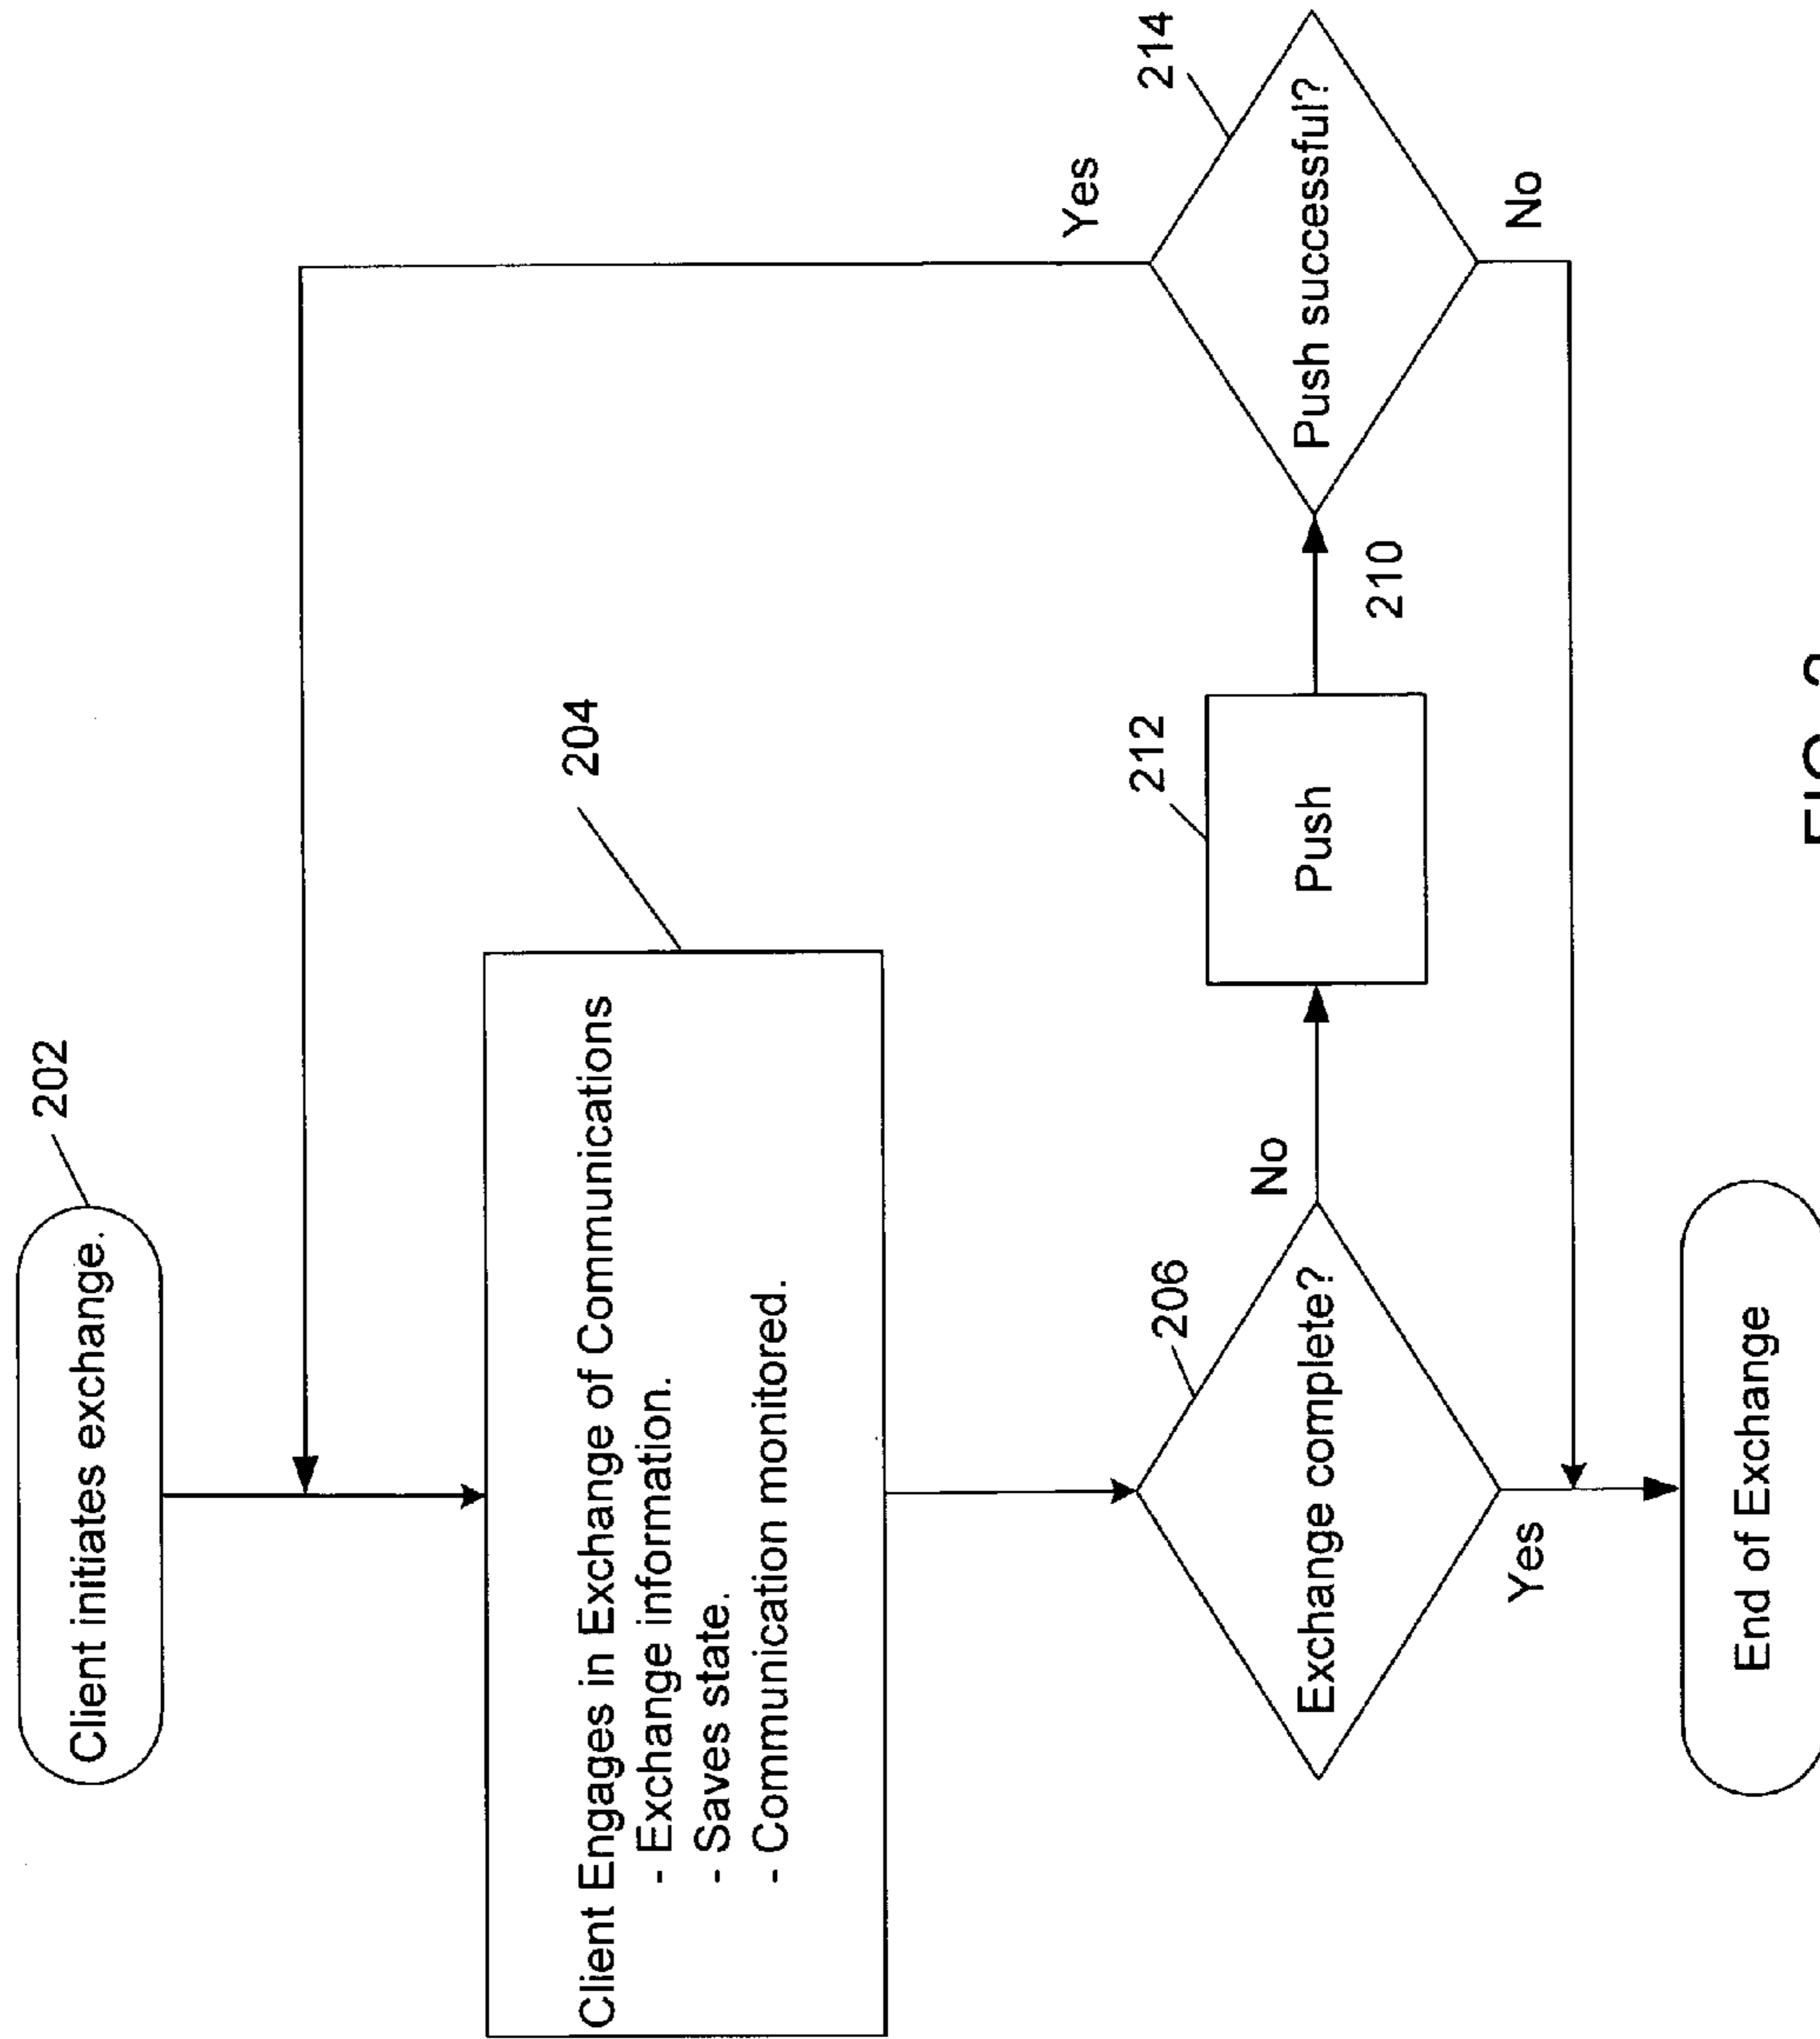 Client initiates exchange.
202
Client Engages in Exchange of Communications
- Exchange information.
- Saves state.
- Communication monitored.
204
Exchange complete?
206
No
Yes
Push
212
210
Push successful?
214
Yes
No
End of Exchange